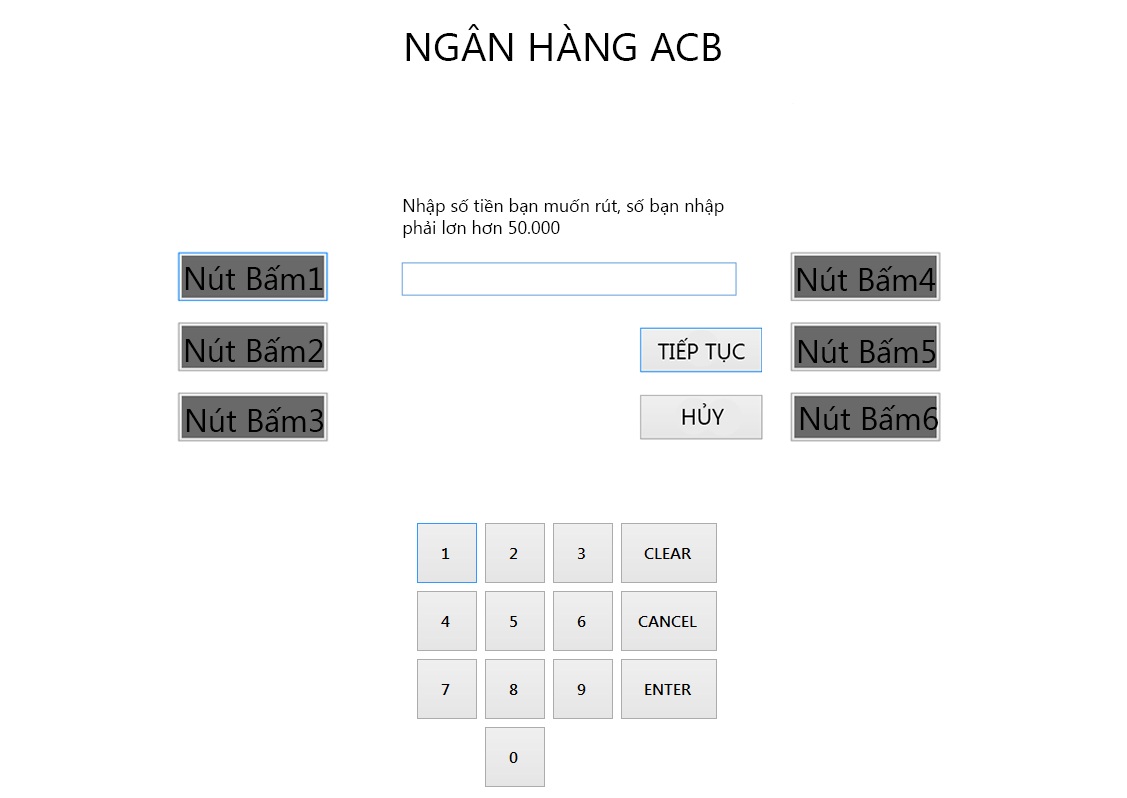 NGÂN HÀNG ACB
Nhập số tiền bạn muốn rút, số bạn nhập
phải lơn hơn 50.000
Nút Bấm1
Nút Bấm4
Nút Bấm2
TIẾP TỤC
Nút Bấm5
Nút Bấm3
HỦY
Nút Bấm6
1 2 3 CLEAR
4 5 6 CANCEL
7 8 9 ENTER
0